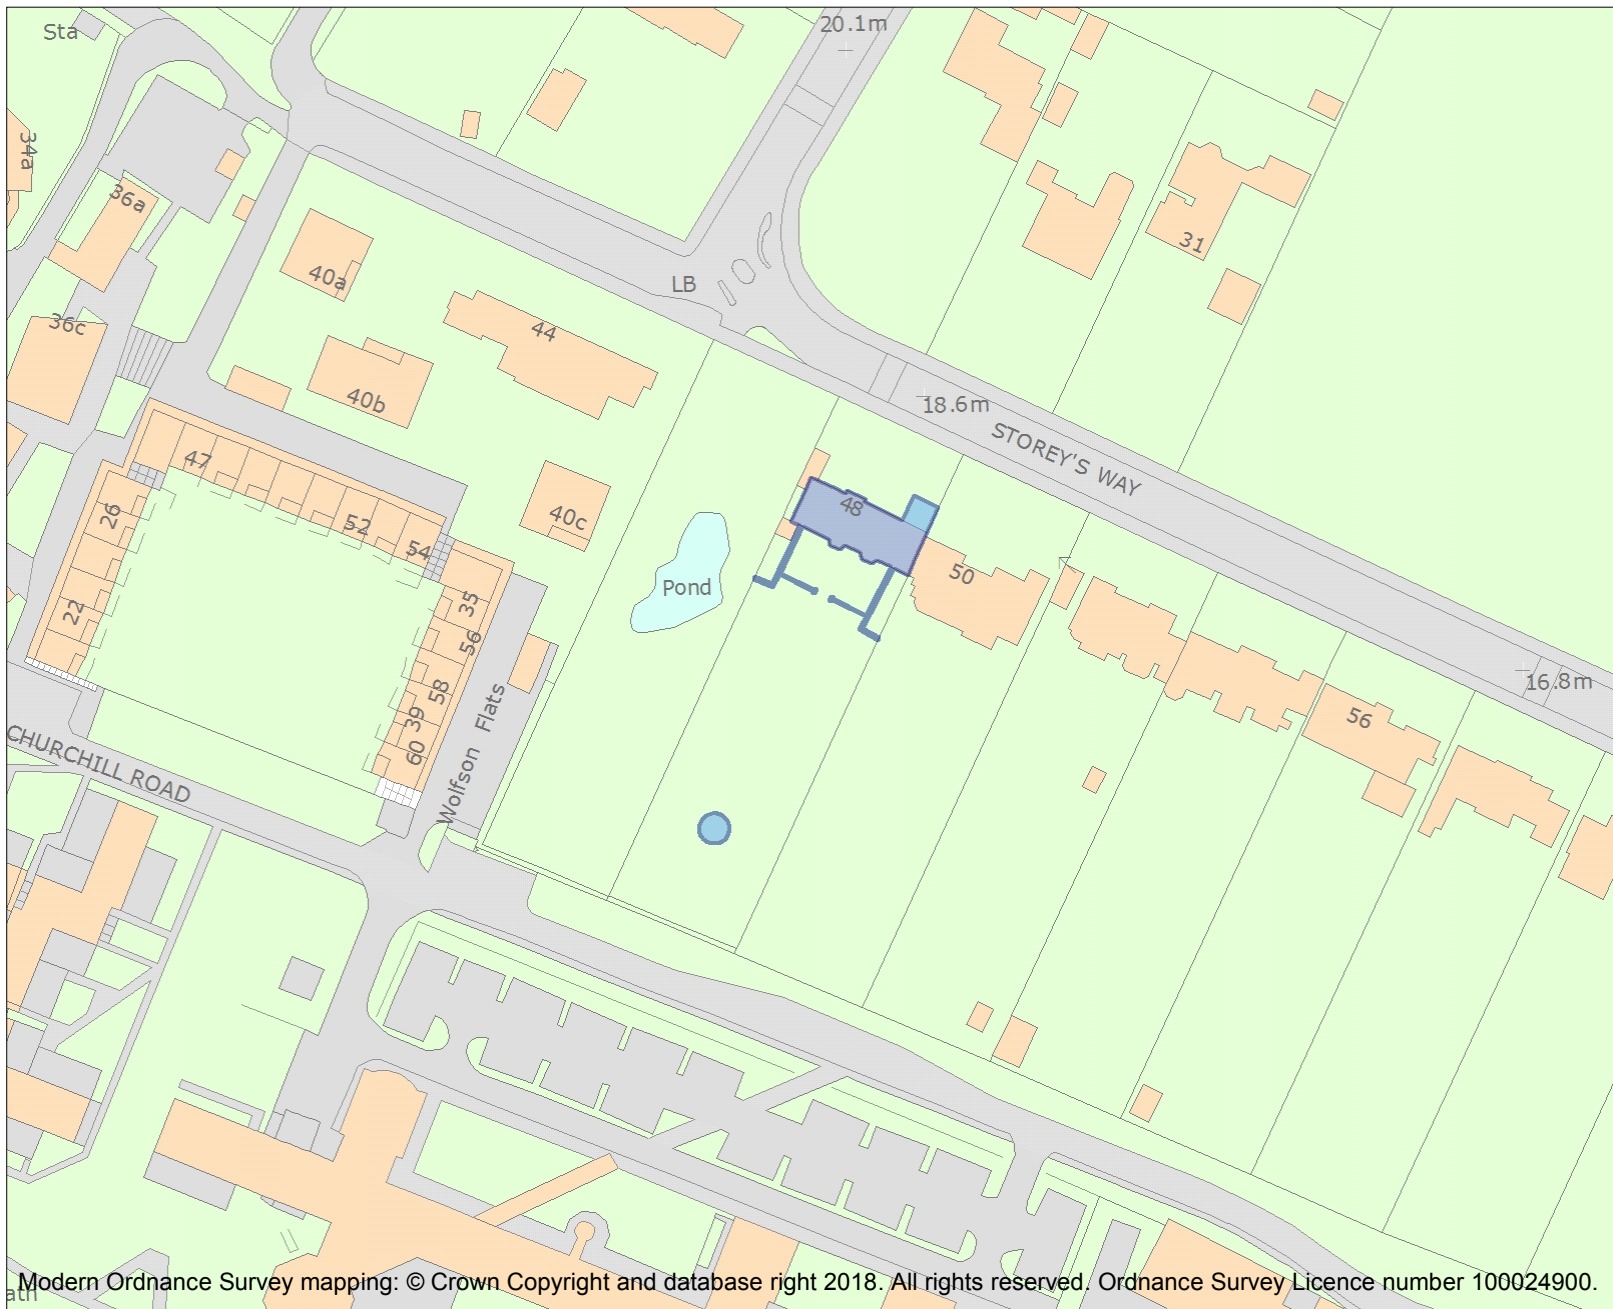 Sta
20.1m
34a
36a
31
40a
LB
36c
44
40b
18.6m
STOREY'S WAY
47
48
26
52
40c
54
50
Pond
35
22
56
16.8m
58
Wolfson Flats
39
56
CHURCHILL ROAD
60
Modern Ordnance Survey mapping: © Crown Copyright and database right 2018. All rights reserved. Ordnance Survey Licence number 100024900.